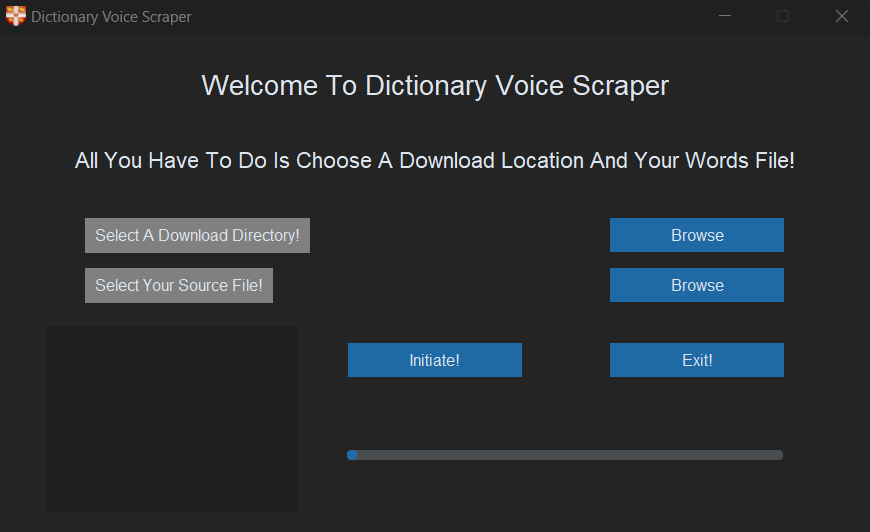 Dictionary Voice Scraper
Welcome To Dictionary Voice Scraper
All You Have To Do Is Choose A Download Location And Your Words File!
Select A Download Directory!
Browse
Select Your Source File!
Browse
Initiate!
Exit!